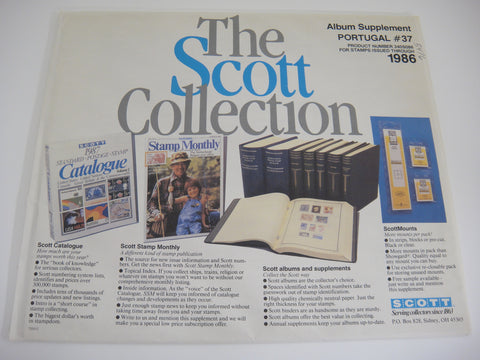 The
Scott
Collection
Album Supplement
PORTUGAL #37
PRODUCT NUMBER
FOR STAMPS ISSUED THROUGH
1986
SCOTT
1987
STANDARD POSTAGE STAMP
Catalogue
Stamp Monthly
Scott Catalogue
How much are your
stamps worth this year?
● The "book of knowledge"
for serious collectors.
● Scott numbering system lists,
identifies and prices over
300,000 stamps.
● Includes tens of thousands of
price updates and new listings.
● Intro is a "short course" in
stamp collecting.
● The biggest dollar's worth
in stampdom.
Scott Stamp Monthly
A different kind of stamp publication
● The source for new issue information and Scott num-
bers! Get the news first with Scott Stamp Monthly.
● Topical Index. If you collect ships, trains, religion or
nearly anything on stamps you won't want to be without our
comprehensive monthly listing.
● Inside information. As the "voice" of the Scott
Catalogue, SSM will keep you informed of catalogue
changes and developments as they occur.
● Just enough stamp news to keep you informed without
taking time away from you and your stamps.
● Write to us and mention this supplement and we will
make you a special low price subscription offer.
Scott albums and supplements
Collect the Scott way
● Scott albums are the collector's choice.
● Spaces identified with Scott numbers take the
guesswork out of stamp identification.
● High quality chemically neutral paper. Just the
right thickness for your stamps.
● Scott binders are as handsome as they are sturdy.
● Scott albums offer the best value in collecting.
● Annual supplements keep your albums up-to-date.
ScottMounts
More mounts per pack!
● In strips, blocks or pre-cut,
black or clear.
● More mounts in pack than
Showgard®. Quality equal to
any mount you can buy.
● Use exclusive re-closable pack
for storing unused mounts.
● Free sample is available.
Just write us and mention
this supplement.
SCOTT
Serving collectors since 1863
P.O. Box 828, Sidney, OH 45365